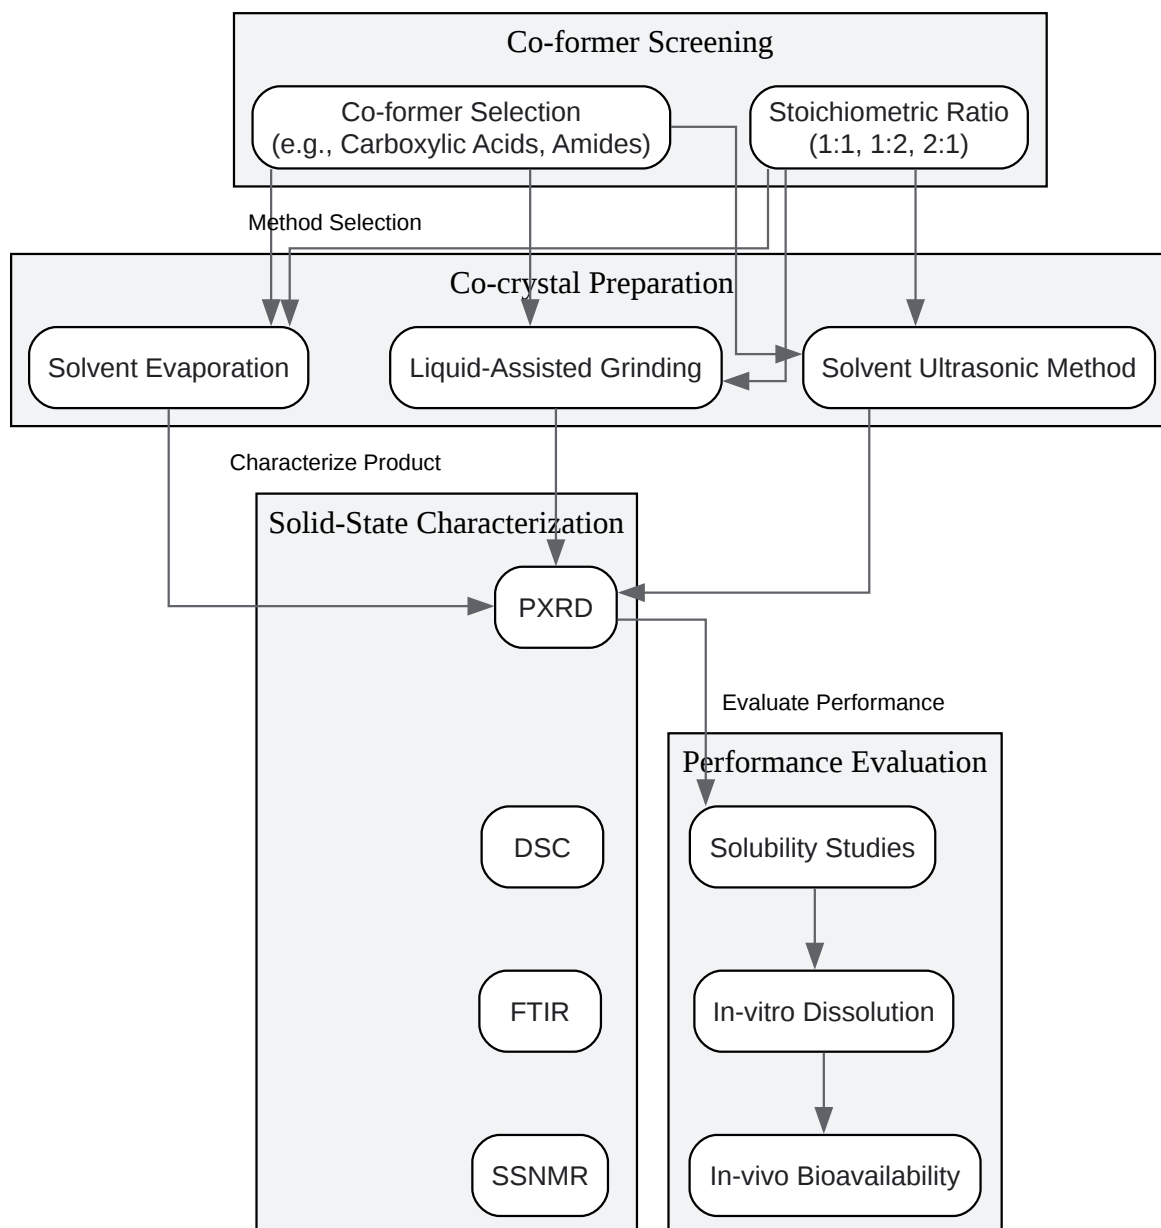 Co-former Screening
Co-former Selection
(e.g., Carboxylic Acids, Amides)
Stoichiometric Ratio
(1:1, 1:2, 2:1)
Method Selection
Co-crystal Preparation
Solvent Evaporation
Liquid-Assisted Grinding
Solvent Ultrasonic Method
Characterize Product
Solid-State Characterization
PXRD
Evaluate Performance
Performance Evaluation
DSC
Solubility Studies
FTIR
In-vitro Dissolution
SSNMR
In-vivo Bioavailability